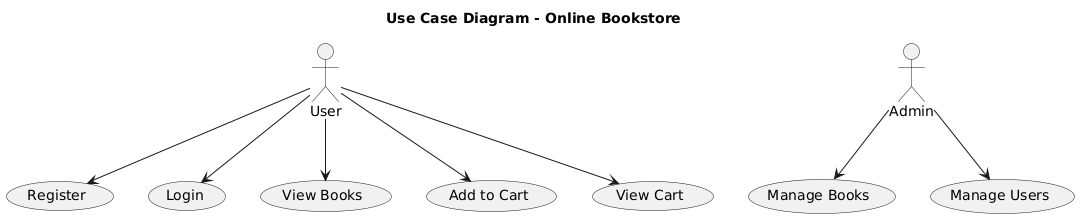 Use Case Diagram - Online Bookstore
User
Admin
Register
Login
View Books
Add to Cart
View Cart
Manage Books
Manage Users